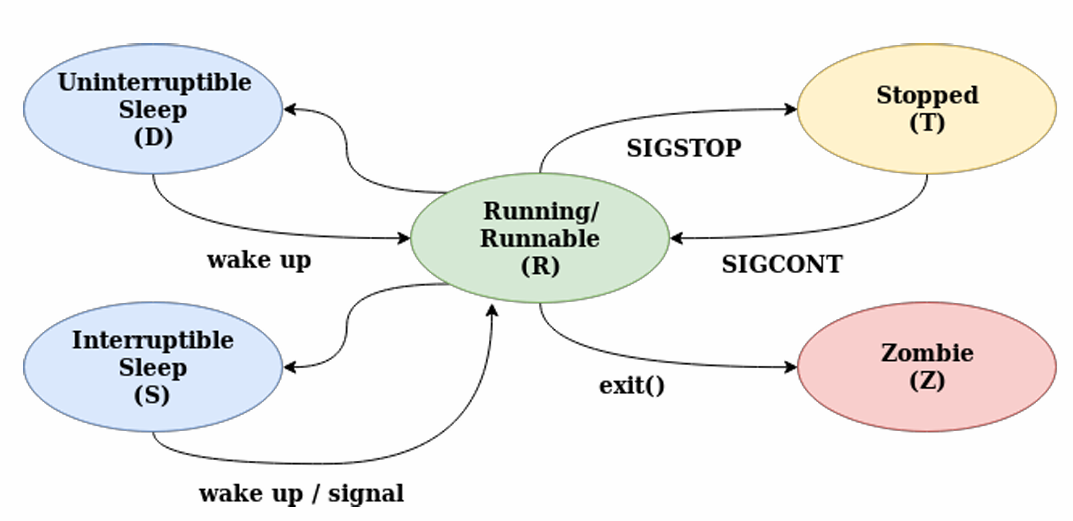 Uninterruptible
Sleep
(D)
Stopped
(T)
SIGSTOP
Running/
Runnable
(R)
wake up
SIGCONT
Interruptible
Sleep
(S)
Zombie
(Z)
exit()
wake up / signal